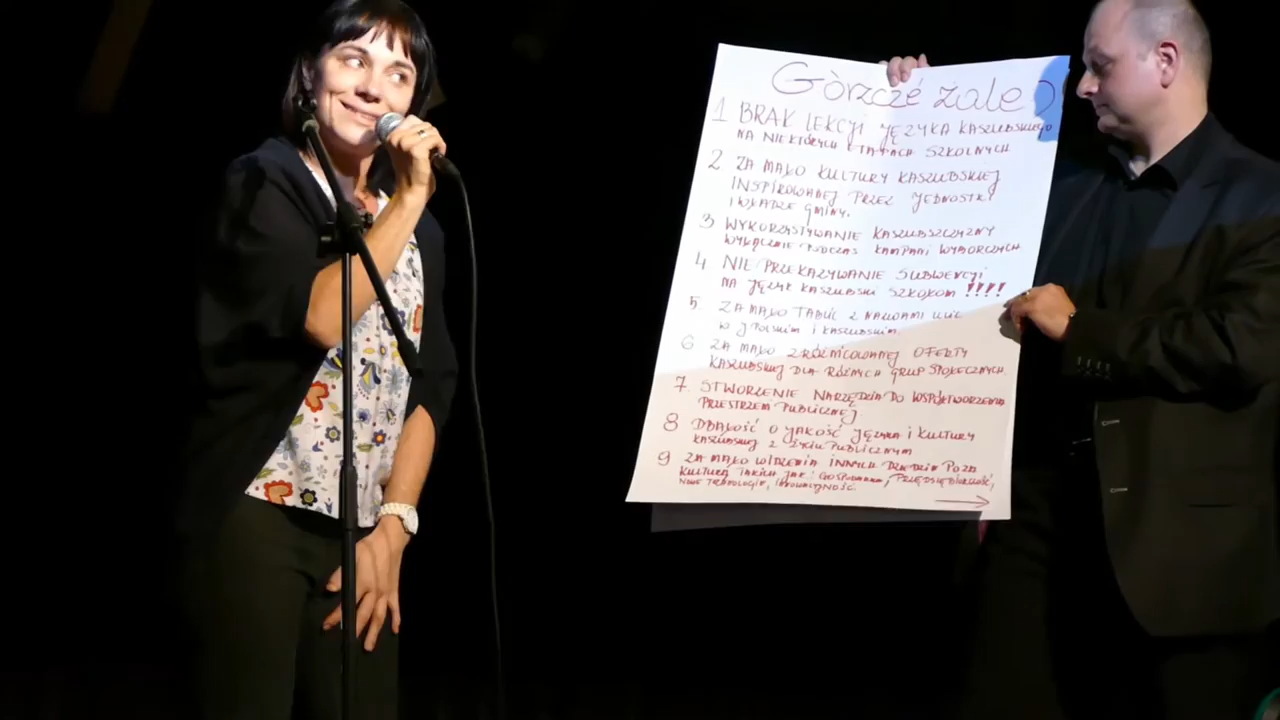 Gòrzczé żale
1 BRAK LEKCJI JĘZYKA KASZUBSKIEGO
NA NIEKTÓRYCH ETAPACH SZKOLNYCH
2 ZA MAŁO KULTURY KASZUBSKIEJ
INSPIROWANEJ PRZEZ JEDNOSTKI
I WŁADZE GMINY.
3 WYKORZYSTYWANIE KASZUBSZCZYZNY
WYŁĄCZNIE PODCZAS KAMPANI WYBORCZYCH
4 NIE PRZEKAZYWANIE SUBWENCJI
NA JĘZYK KASZUBSKI SZKOŁOM !!!!
5. ZA MAŁO TABLIC Z NAZWAMI ULIC
W J POLSKIM I KASZUBSKIM.
6 ZA MAŁO ZRÓŻNICOWANEJ OFERTY
KASZUBSKIEJ DLA RÓŻNYCH GRUP SPOŁECZNYCH.
7. STWORZENIE NARZĘDZIA DO WSPÓŁTWORZENIA
PRZESTRZENI PUBLICZNEJ
8 DBAŁOŚĆ O JAKOŚĆ JĘZYKA I KULTURY
KASZUBSKIEJ Z ŻYCIU PUBLICZNYM
9 ZA MAŁO WIDZENIA INNYCH DZIEDZIN POZA
KULTURĄ TAKICH JAK: GOSPODARKA, PRZEDSIĘBIORCZOŚĆ,
NOWE TECHNOLOGIE, INNOWACYJNOŚĆ.